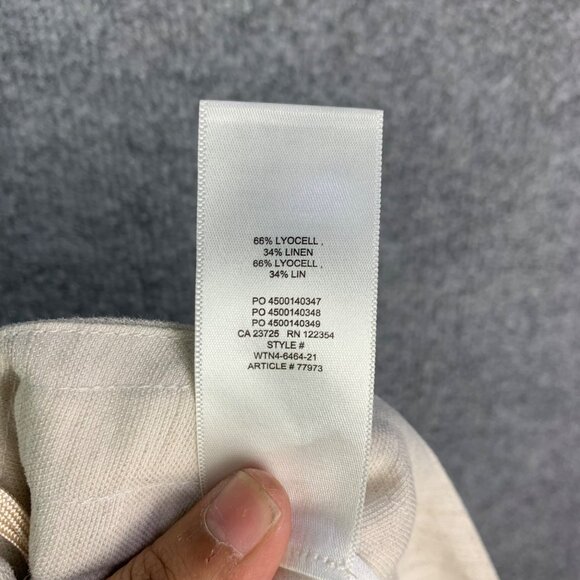 66% LYOCELL ,
34% LINEN
66% LYOCELL ,
34% LIN
PO 4500140347
PO 4500140348
PO 4500140349
CA 23725 RN 122354
STYLE #
WTN4-6464-21
ARTICLE # 77973